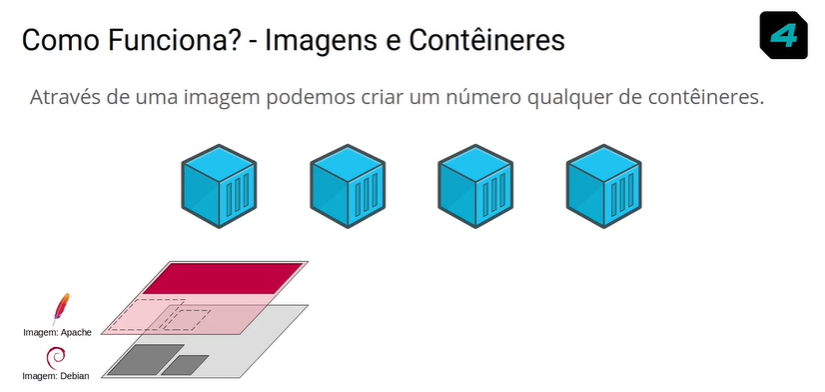 Como Funciona? - Imagens e Contêineres
4
Através de uma imagem podemos criar um número qualquer de contêineres.
Imagem: Apache
Imagem: Debian